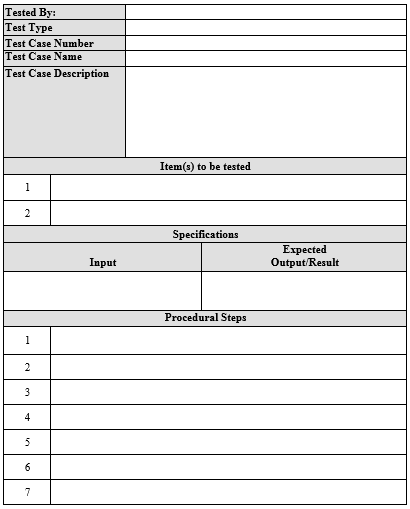 Tested By:
Test Type
Test Case Number
Test Case Name
Test Case Description
Item(s) to be tested
1
2
Specifications
Input
Expected
Output/Result
Procedural Steps
1
2
3
4
5
6
7